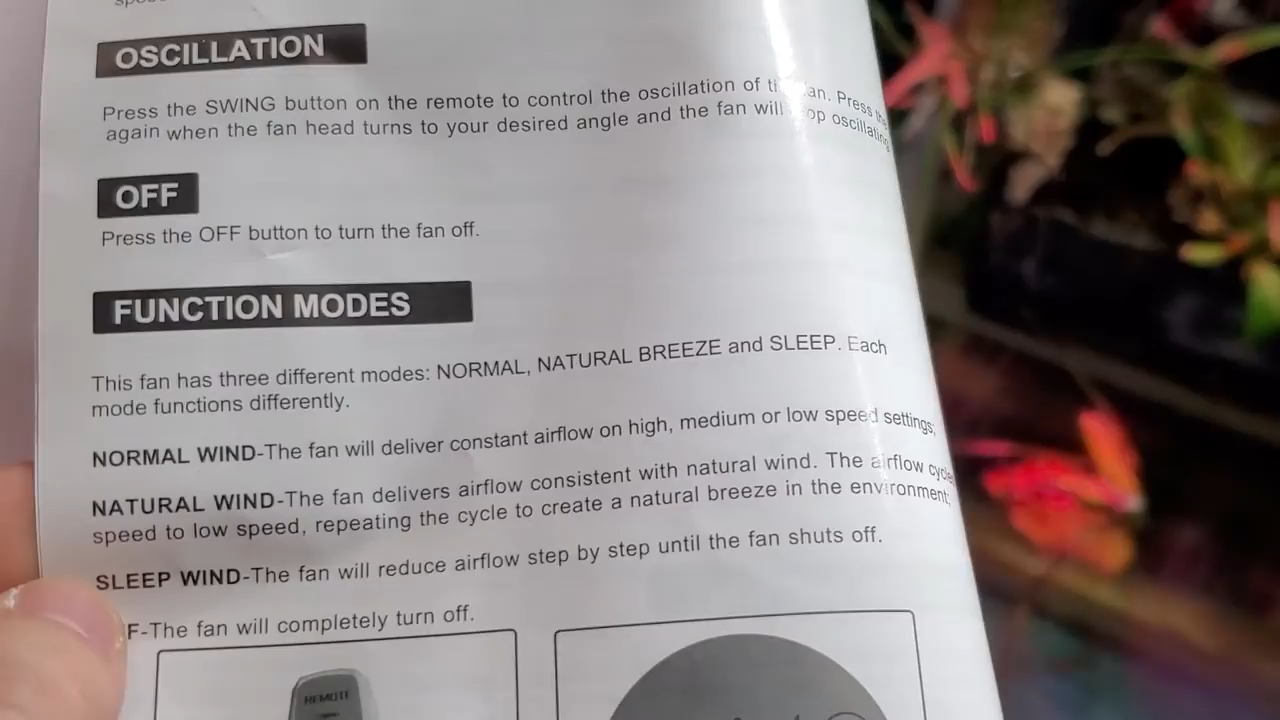 OSCILLATION
Press the SWING button on the remote to control the oscillation of fan. Press
again when the fan head turns to your desired angle and the fan will oscillating
OFF
Press the OFF button to turn the fan off.
FUNCTION MODES
This fan has three different modes: NORMAL, NATURAL BREEZE and SLEEP. Each
mode functions differently.
NORMAL WIND-The fan will deliver constant airflow on high, medium or low speed settings;
NATURAL WIND-The fan delivers airflow consistent with natural wind. The airflow
speed to low speed, repeating the cycle to create a natural breeze in the environment;
SLEEP WIND-The fan will reduce airflow step by step until the fan shuts off.
F-The fan will completely turn off.
REMOTE